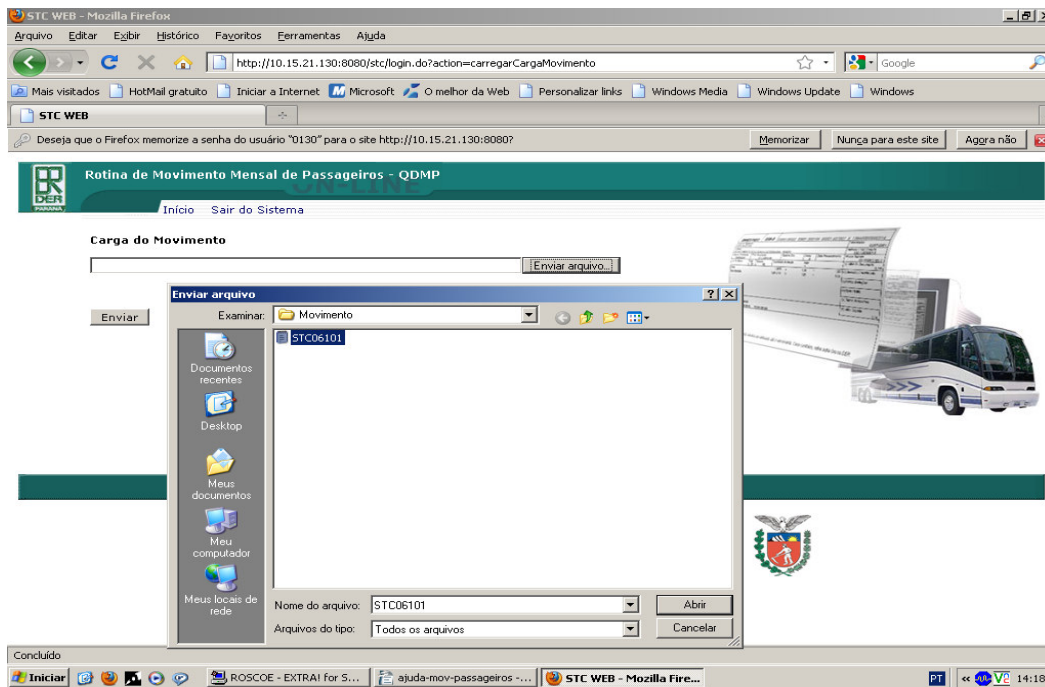 STC WEB - Mozilla Firefox
Arquivo Editar Exibir Histórico Favoritos Ferramentas Ajuda
http://10.15.21.130:8080/stc/login.do?action=carregarCargaMovimento
Google
Mais visitados HotMail gratuito Iniciar a Internet Microsoft O melhor da Web Personalizar links Windows Media Windows Update Windows
STC WEB
Deseja que o Firefox memorize a senha do usuário "0130" para o site http://10.15.21.130:8080? Memorizar Nunca para este site Agora não
DER
PARANÁ
Rotina de Movimento Mensal de Passageiros - QDMP
ON-LINE
Início Sair do Sistema
Carga do Movimento
Enviar arquivo...
Enviar
Enviar arquivo
Examinar: Movimento
STC06101
Documentos recentes
Desktop
Meus documentos
Meu computador
Meus locais de rede
Nome do arquivo: STC06101 Abrir
Arquivos do tipo: Todos os arquivos Cancelar
Concluído
Iniciar ROSCOE - EXTRA! for S... ajuda-mov-passageiros -... STC WEB - Mozilla Fire... PT « V2 14:18